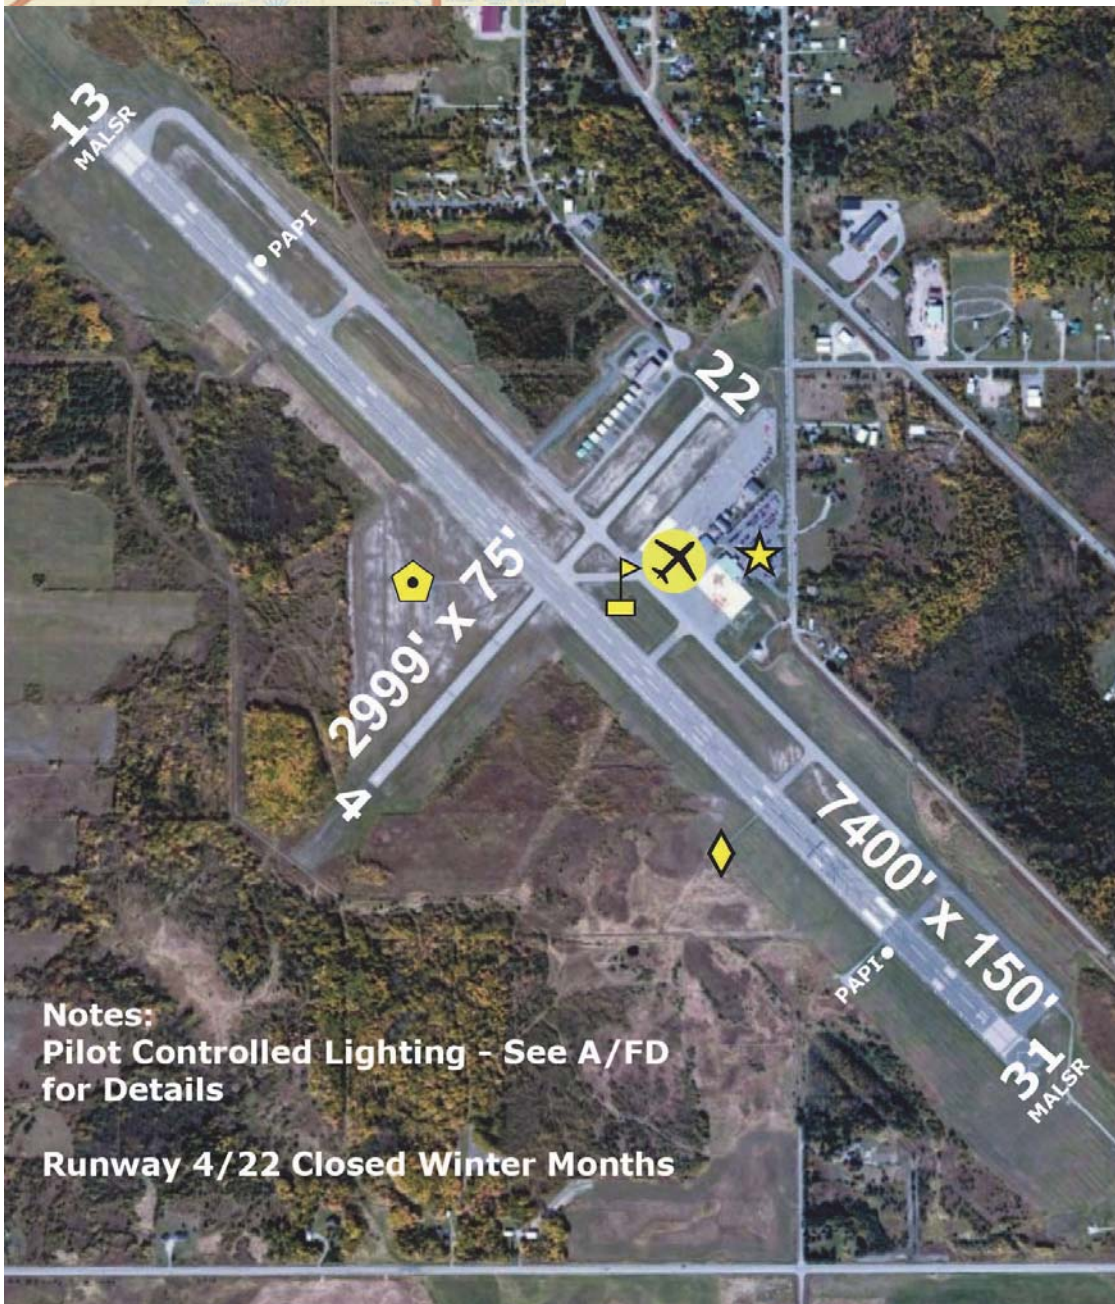 13
MALSR
PAPI
22
2999' x 75'
4
7400' x 150'
PAPI
31
MALSR
Notes:
Pilot Controlled Lighting - See A/FD
for Details
Runway 4/22 Closed Winter Months